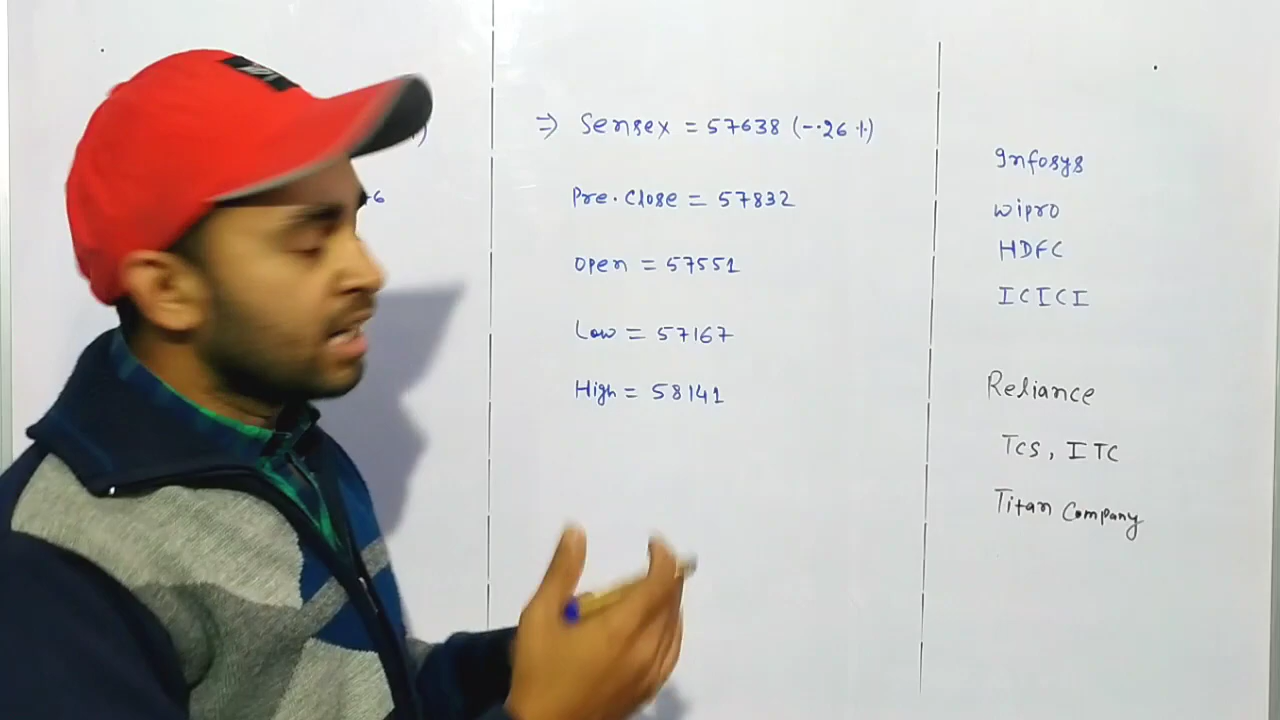 ⇒ Sensex = 57638 (-.26%)
Pre. Close = 57832
Open = 57551
Low = 57167
High = 58141
Infosys
Wipro
HDFC
ICICI
Reliance
TCS, ITC
Titan Company